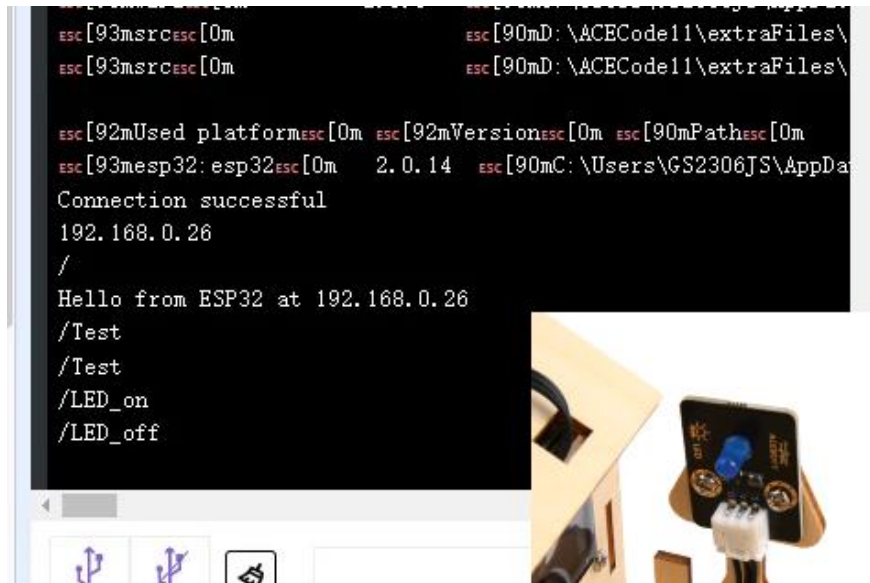 ESC[93msrcESC[0m ESC[90mD:\ACECode11\extraFiles\
ESC[93msrcESC[0m ESC[90mD:\ACECode11\extraFiles\
ESC[92mUsed platformESC[0m ESC[92mVersionESC[0m ESC[90mPathESC[0m
ESC[93mesp32:esp32ESC[0m 2.0.14 ESC[90mC:\Users\GS2306JS\AppDa
Connection successful
192.168.0.26
/
Hello from ESP32 at 192.168.0.26
/Test
/Test
/LED_on
/LED_off
LED